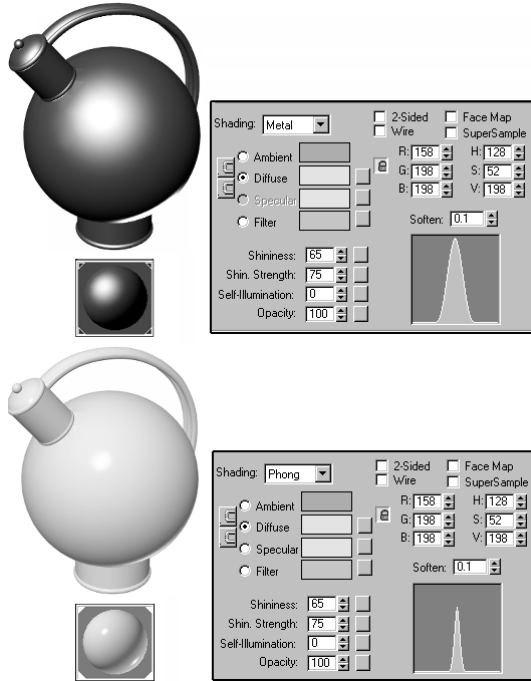 Shading: Metal
2-Sided Face Map
Wire SuperSample
Ambient R: 158 H: 128
Diffuse G: 198 S: 52
Specular B: 198 V: 198
Filter Soften: 0.1
Shininess: 65
Shin. Strength: 75
Self-Illumination: 0
Opacity: 100
Shading: Phong
2-Sided Face Map
Wire SuperSample
Ambient R: 158 H: 128
Diffuse G: 198 S: 52
Specular B: 198 V: 198
Filter Soften: 0.1
Shininess: 65
Shin. Strength: 75
Self-Illumination: 0
Opacity: 100